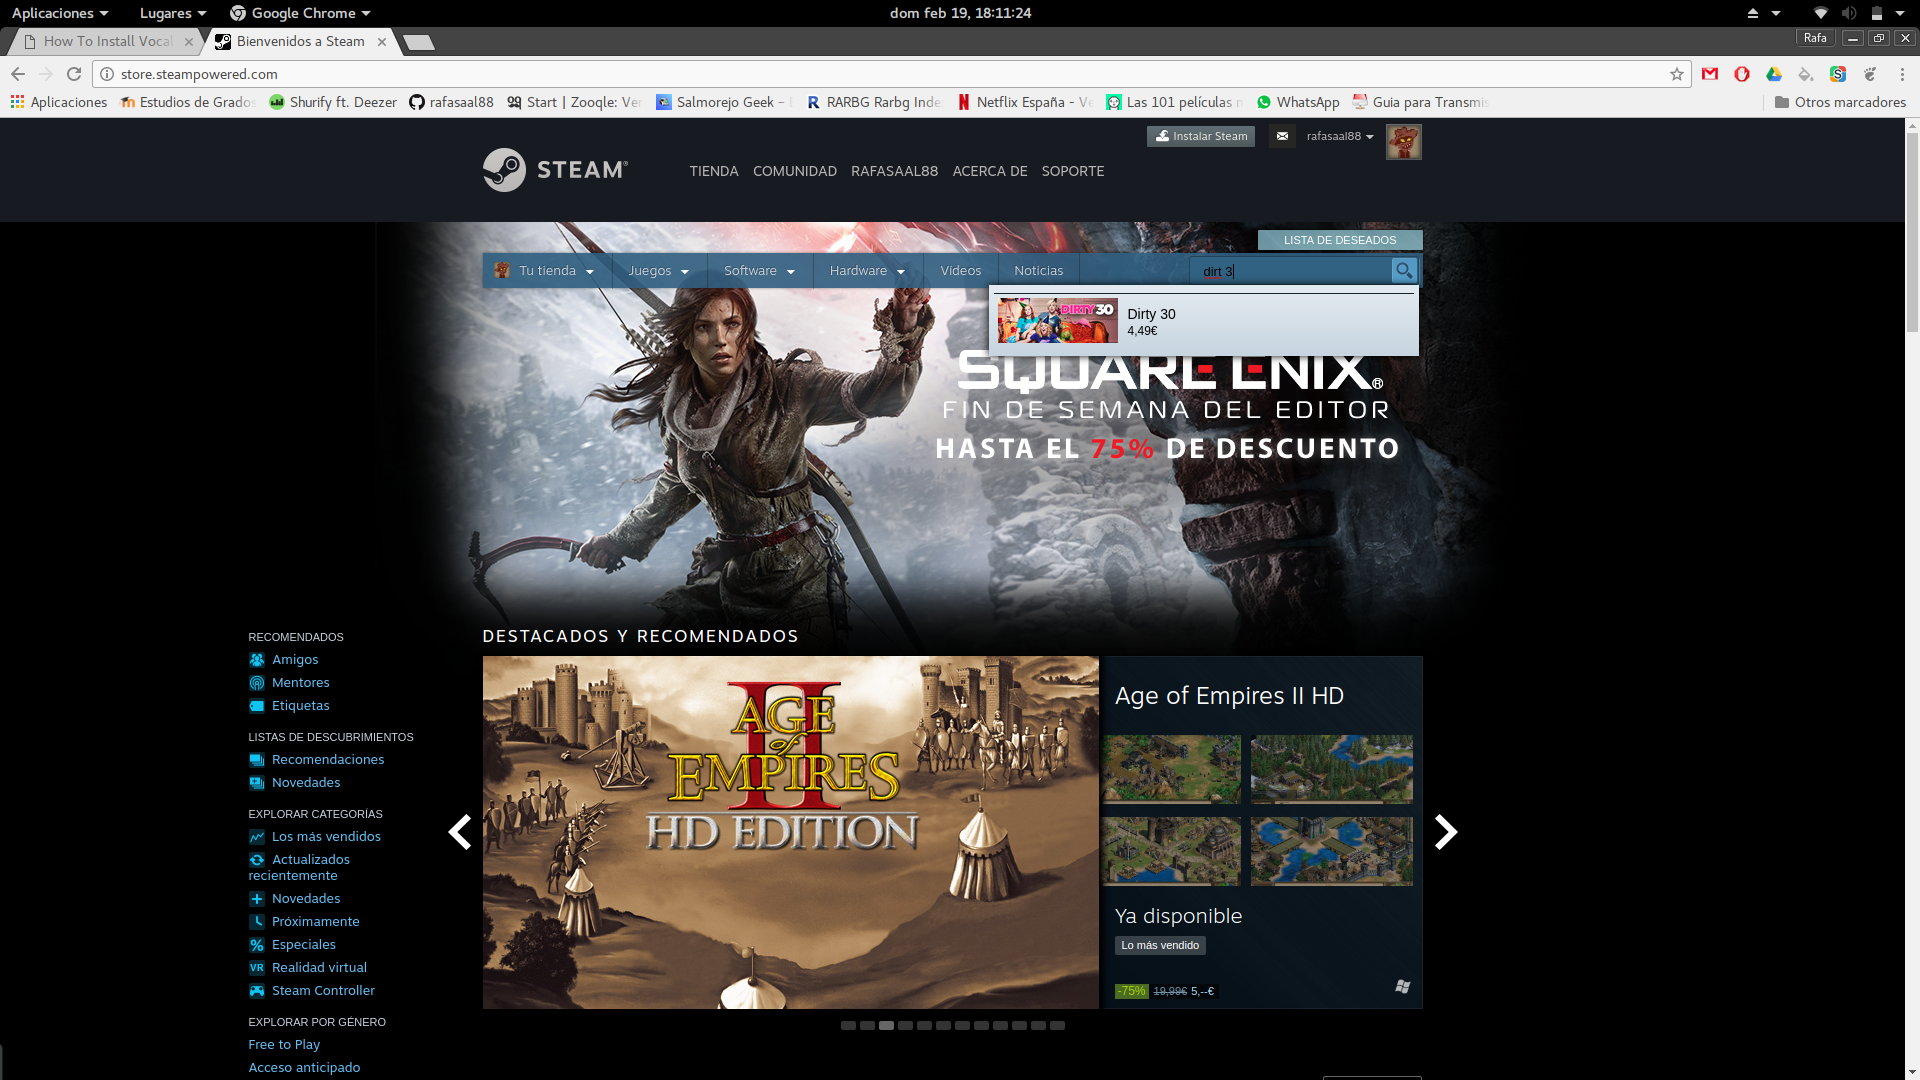 Aplicaciones Lugares Google Chrome dom feb 19, 18:11:24
How To Install Vocal Bienvenidos a Steam Rafa
store.steampowered.com
Aplicaciones Estudios de Grados Shurify ft. Deezer rafasaal88 Start | Zooqle: Ver Salmorejo Geek – RARBG Rarbg Inde Netflix España - Ve Las 101 películas WhatsApp Guia para Transmis Otros marcadores
Instalar Steam rafasaal88
STEAM®
TIENDA COMUNIDAD RAFASAAL88 ACERCA DE SOPORTE
LISTA DE DESEADOS
Tu tienda Juegos Software Hardware Vídeos Noticias dirt 3
DIRTY 30
Dirty 30
4,49€
SQUARE ENIX®
FIN DE SEMANA DEL EDITOR
HASTA EL 75% DE DESCUENTO
RECOMENDADOS
Amigos
Mentores
Etiquetas
LISTAS DE DESCUBRIMIENTOS
Recomendaciones
Novedades
EXPLORAR CATEGORÍAS
Los más vendidos
Actualizados
recientemente
Novedades
Próximamente
Especiales
VR Realidad virtual
Steam Controller
EXPLORAR POR GÉNERO
Free to Play
Acceso anticipado
DESTACADOS Y RECOMENDADOS
II
AGE
of
EMPIRES
HD EDITION
Age of Empires II HD
Ya disponible
Lo más vendido
-75% 19,99€ 5,--€